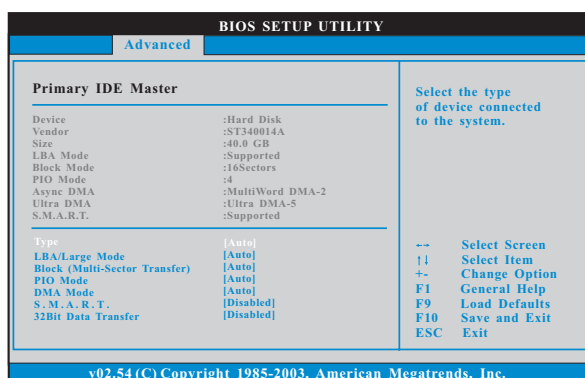 BIOS SETUP UTILITY
Advanced
Primary IDE Master
Device :Hard Disk
Vendor :ST340014A
Size :40.0 GB
LBA Mode :Supported
Block Mode :16Sectors
PIO Mode :4
Async DMA :MultiWord DMA-2
Ultra DMA :Ultra DMA-5
S.M.A.R.T. :Supported
Type [Auto]
LBA/Large Mode [Auto]
Block (Multi-Sector Transfer) [Auto]
PIO Mode [Auto]
DMA Mode [Auto]
S.M.A.R.T. [Disabled]
32Bit Data Transfer [Disabled]
Select the type
of device connected
to the system.
←→ Select Screen
↑↓ Select Item
+- Change Option
F1 General Help
F9 Load Defaults
F10 Save and Exit
ESC Exit
v02.54 (C) Copyright 1985-2003, American Megatrends, Inc.